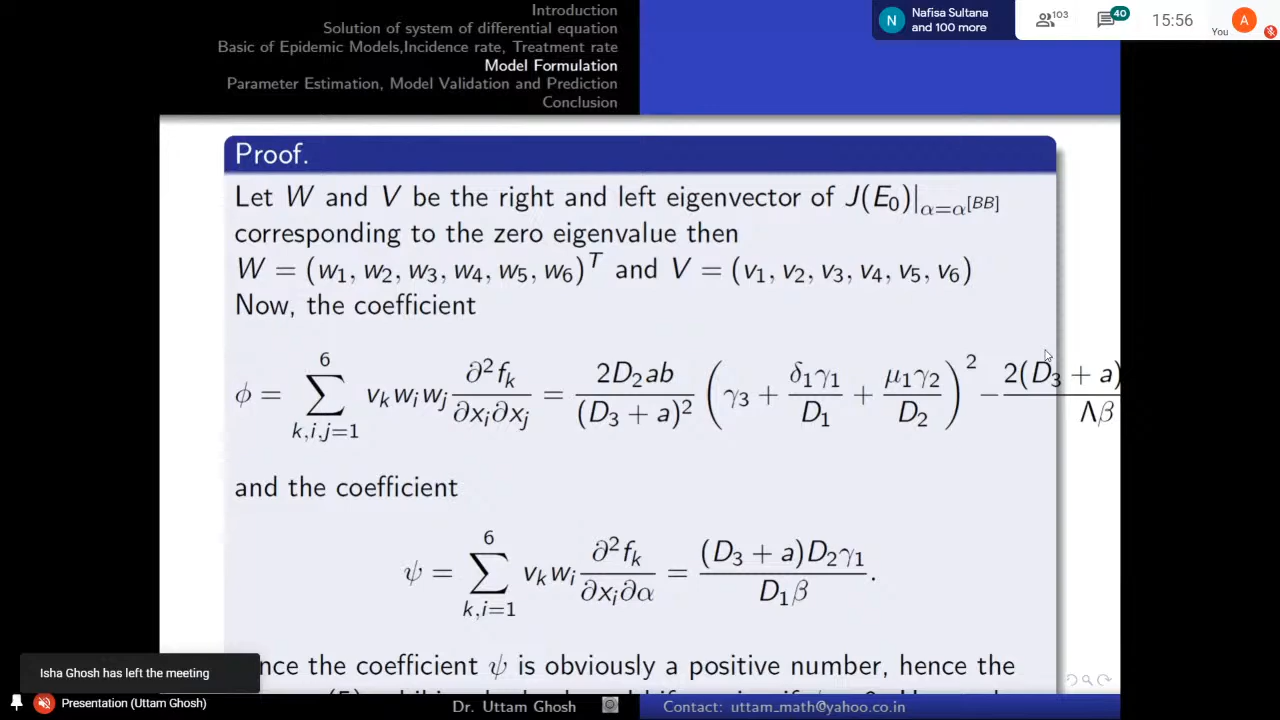 Introduction
Solution of system of differential equation
Basic of Epidemic Models,Incidence rate, Treatment rate
Model Formulation
Parameter Estimation, Model Validation and Prediction
Conclusion
N
Nafisa Sultana
and 100 more
103
40
15:56
You
A
Proof.
Let W and V be the right and left eigenvector of J(E₀)|α=α[BB]
corresponding to the zero eigenvalue then
W = (w₁, w₂, w₃, w₄, w₅, w₆)ᵀ and V = (v₁, v₂, v₃, v₄, v₅, v₆)
Now, the coefficient
ϕ = ∑_{k,i,j=1}^{6} vₖwᵢwⱼ ∂²fₖ/∂xᵢ∂xⱼ = 2D₂ab/(D₃ + a)² (γ₃ + δ₁γ₁/D₁ + μ₁γ₂/D₂)² − 2(D₃ + a)/Λβ
and the coefficient
ψ = ∑_{k,i=1}^{6} vₖwᵢ ∂²fₖ/∂xᵢ∂α = (D₃ + a)D₂γ₁/D₁β.
nce the coefficient ψ is obviously a positive number, hence the
Isha Ghosh has left the meeting
Presentation (Uttam Ghosh)
Dr. Uttam Ghosh
Contact: uttam_math@yahoo.co.in